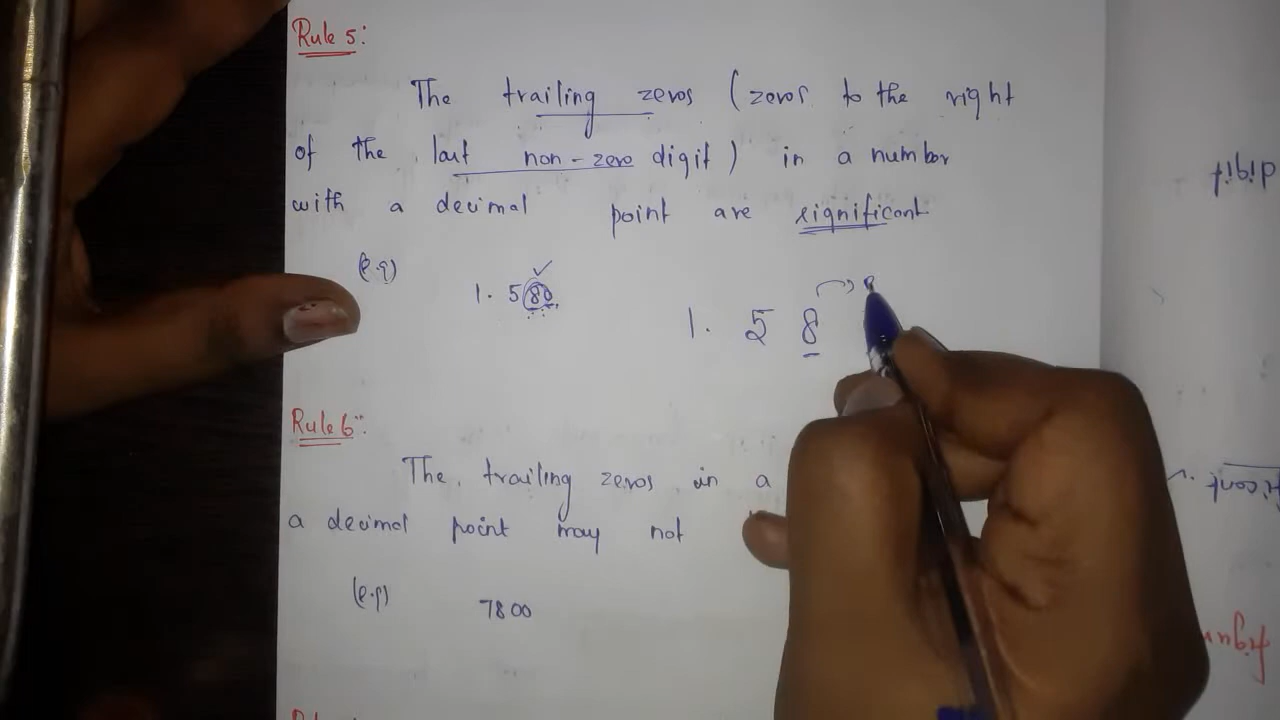 Rule 5:
The trailing zeros (zeros to the right
of the last non-zero digit) in a number
with a decimal point are significant
(e.g) 1.580
1. 5 8
Rule 6:
The trailing zeros in a
a decimal point may not
(e.g) 7800
digit